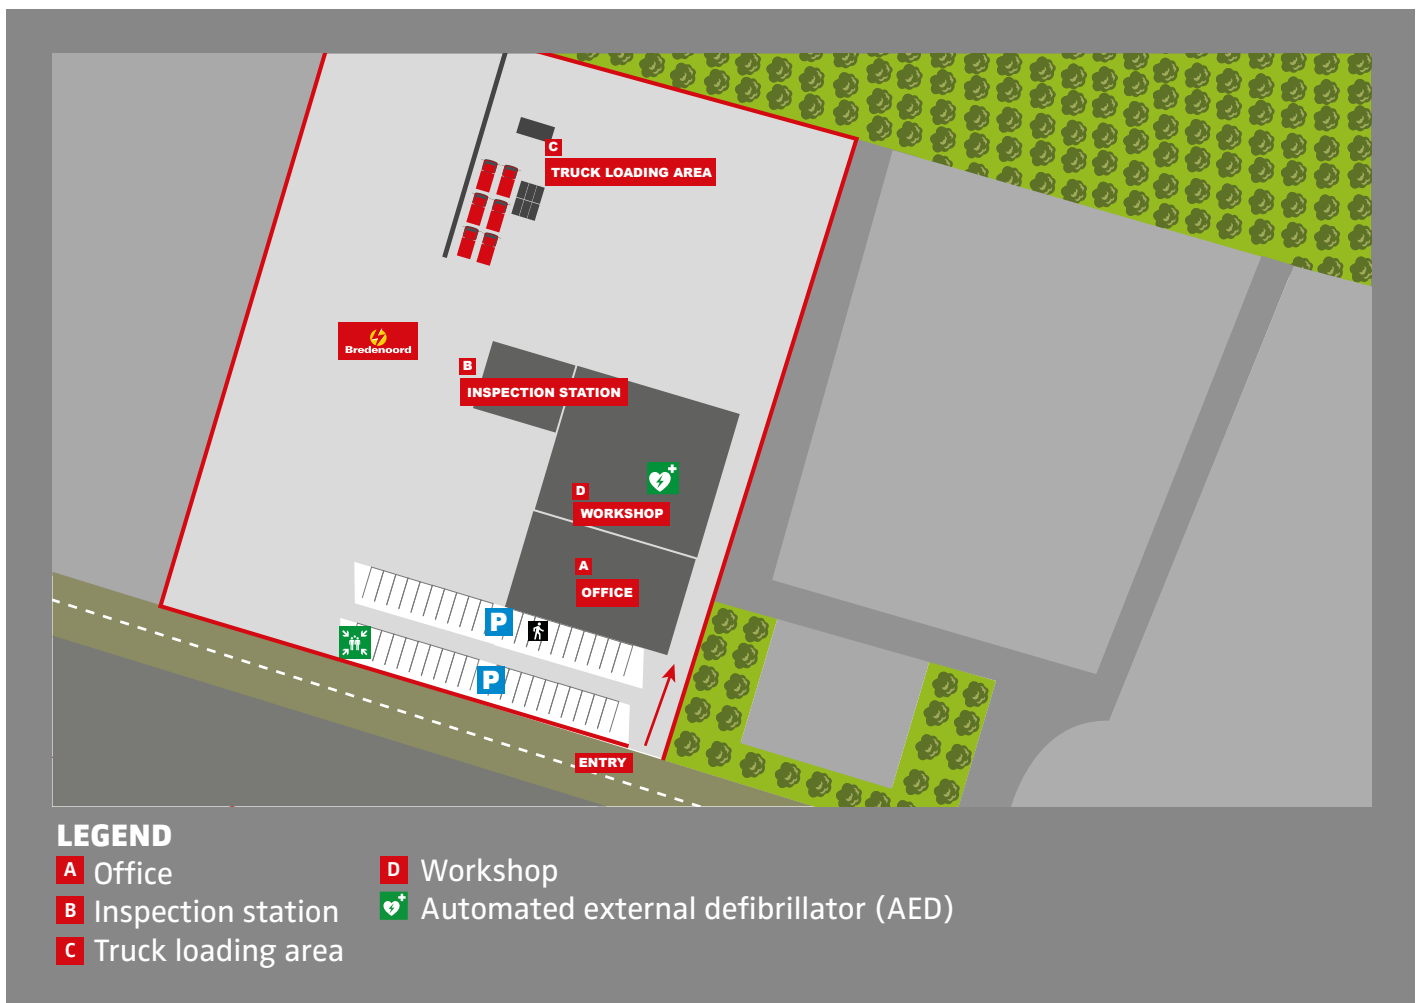 C
TRUCK LOADING AREA
Bredenoord
B
INSPECTION STATION
D
WORKSHOP
A
OFFICE
P
P
ENTRY
LEGEND
A Office
B Inspection station
C Truck loading area
D Workshop
Automated external defibrillator (AED)